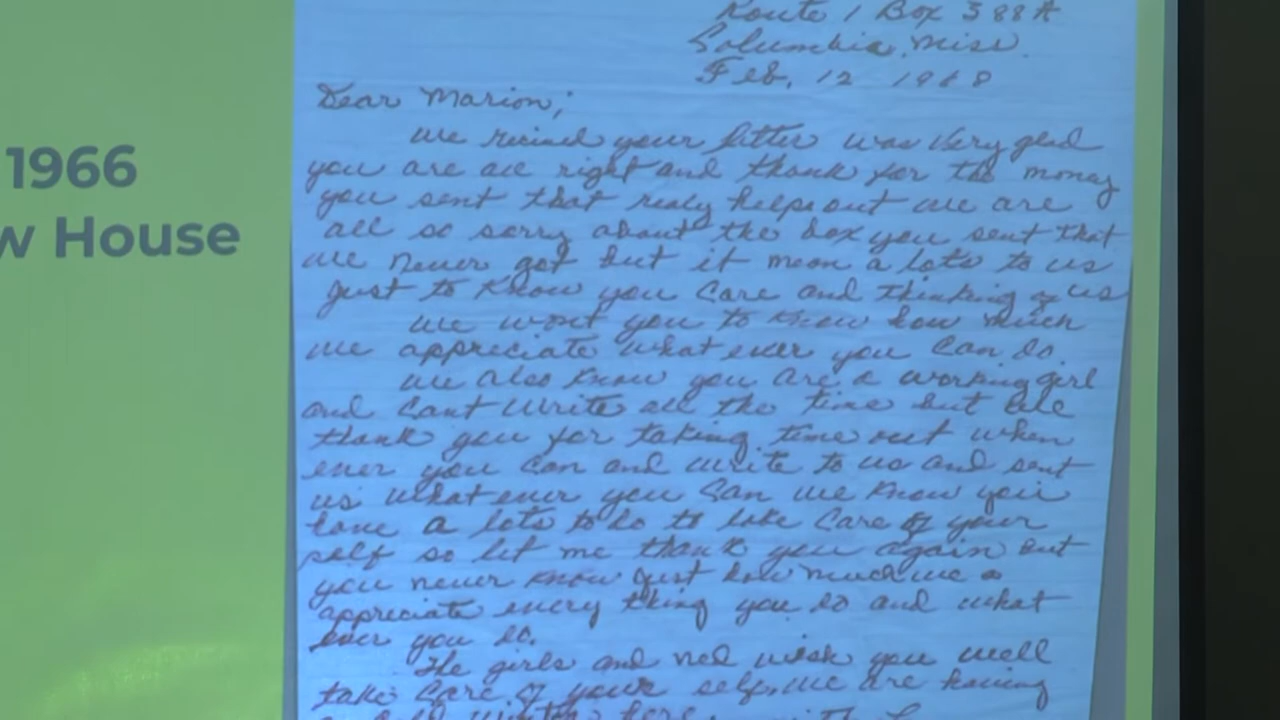 1966
w House
Route 1 Box 388A
Columbia, Miss.
Feb, 12 1968
Dear Marion;
we recived your letter was very glad
you are all right and thank for the money
you sent that realy helps out we are
all so sorry about the box you sent that
we never got but it mean a lots to us
just to know you care and thinking of us
we wont you to know how much
we appreciate what ever you can do.
we also know you are a working girl
and cant write all the time but we
thank you for taking time out when
ever you can and write to us and sent
us what ever you can we know you
have a lots to do to take care of your
self so let me thank you again but
you never know just how much we a
appreciate every thing you do and what
ever you do.
The girls and ned wish you well
take care of your self, we are having
a cold winter here